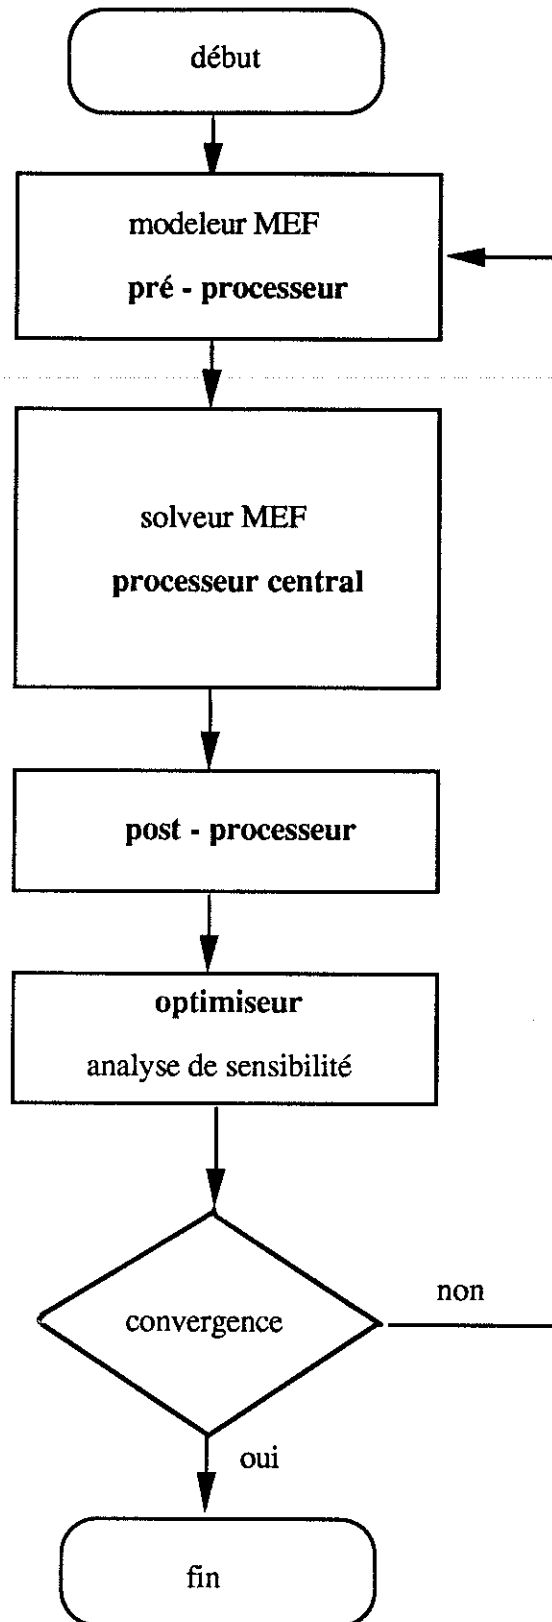 début
modeleur MEF
pré - processeur
solveur MEF
processeur central
post - processeur
optimiseur
analyse de sensibilité
convergence
non
oui
fin